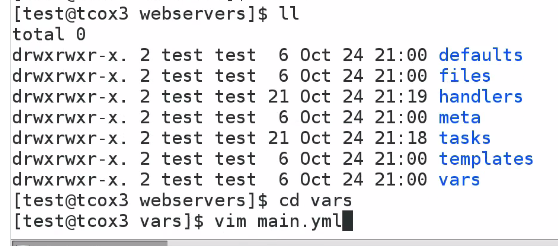 [test@tcox3 webservers]$ ll
total 0
drwxrwxr-x. 2 test test  6 Oct 24 21:00 defaults
drwxrwxr-x. 2 test test  6 Oct 24 21:00 files
drwxrwxr-x. 2 test test 21 Oct 24 21:19 handlers
drwxrwxr-x. 2 test test  6 Oct 24 21:00 meta
drwxrwxr-x. 2 test test 21 Oct 24 21:18 tasks
drwxrwxr-x. 2 test test  6 Oct 24 21:00 templates
drwxrwxr-x. 2 test test  6 Oct 24 21:00 vars
[test@tcox3 webservers]$ cd vars
[test@tcox3 vars]$ vim main.yml